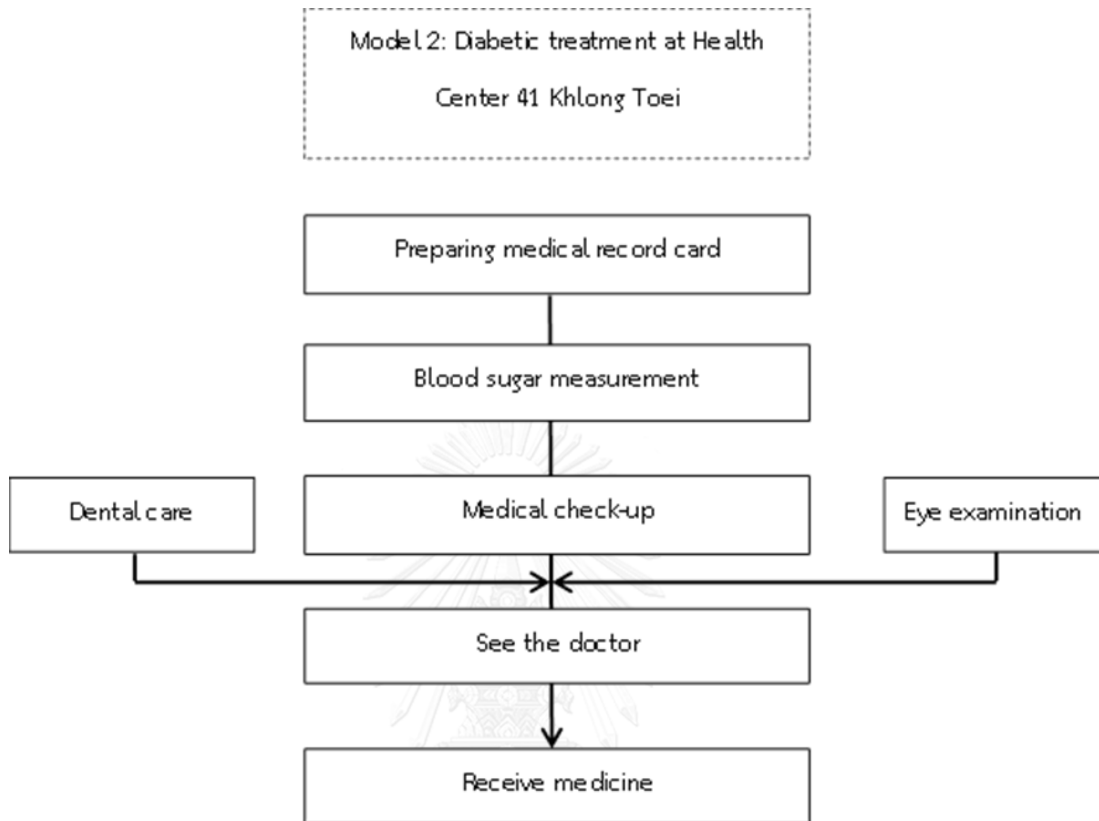 Model 2: Diabetic treatment at Health
Center 41 Khlong Toei
Preparing medical record card
Blood sugar measurement
Dental care
Medical check-up
Eye examination
See the doctor
Receive medicine